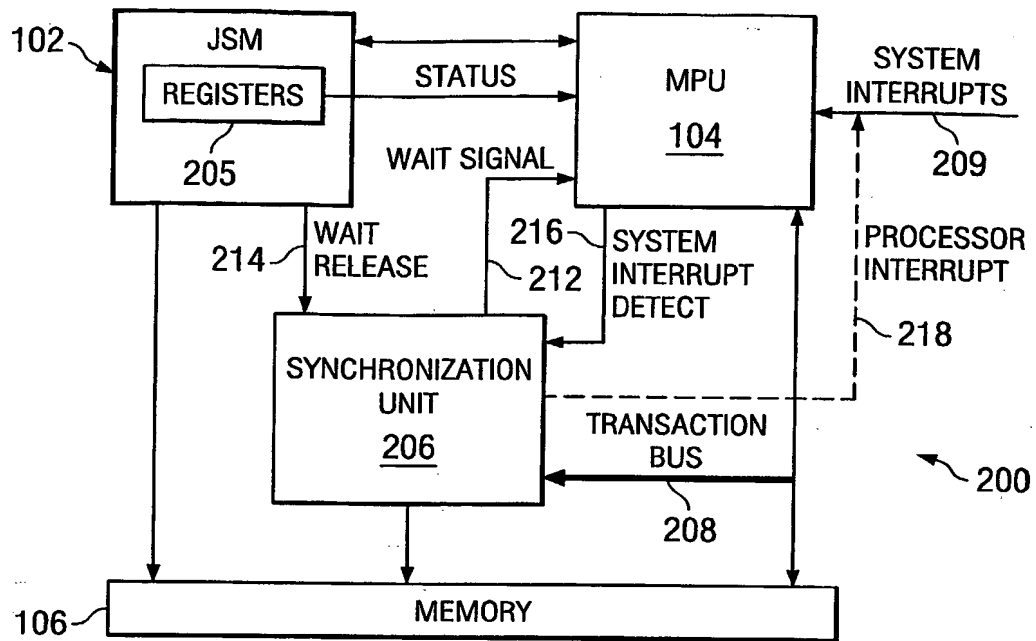 JSM
102
REGISTERS
205
STATUS
MPU
104
SYSTEM
INTERRUPTS
209
WAIT SIGNAL
214
WAIT
RELEASE
212
216
SYSTEM
INTERRUPT
DETECT
PROCESSOR
INTERRUPT
218
SYNCHRONIZATION
UNIT
206
TRANSACTION
BUS
208
200
106
MEMORY